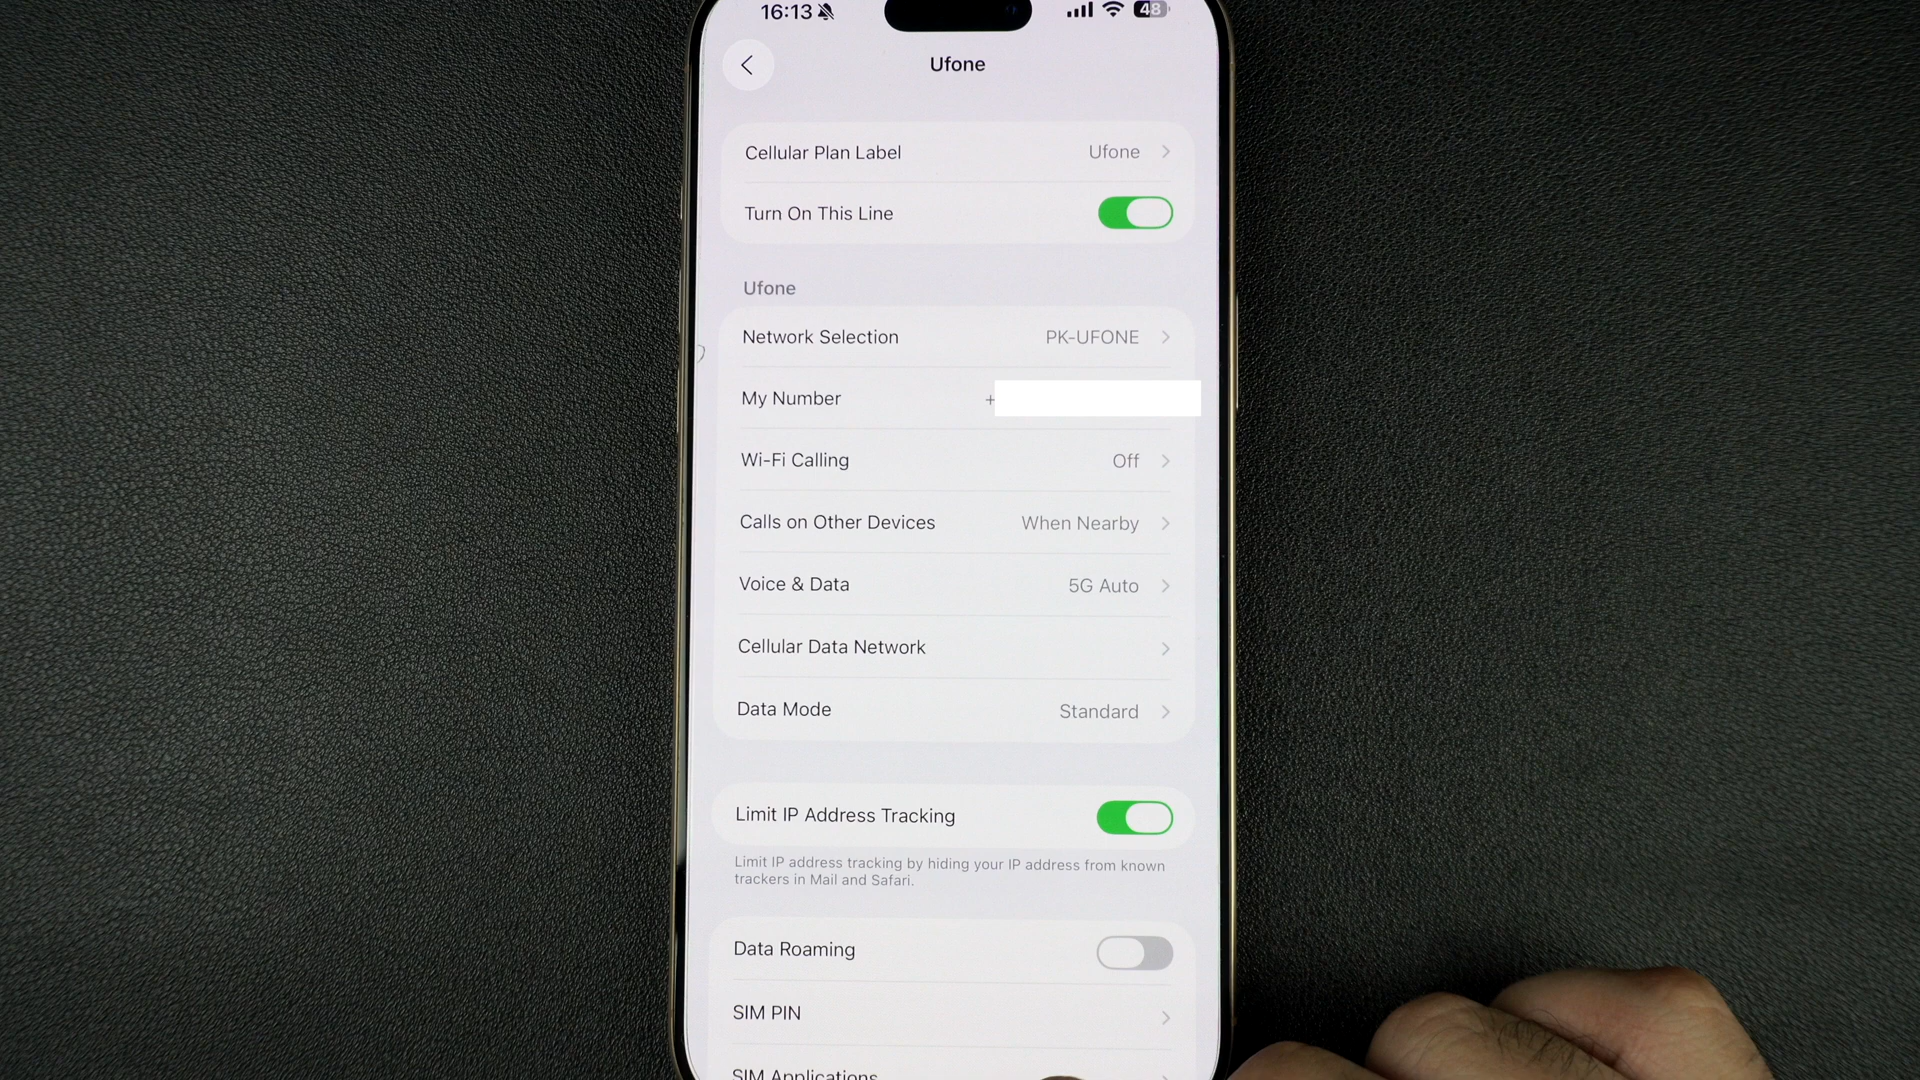 16:13 48
Ufone
Cellular Plan Label Ufone
Turn On This Line
Ufone
Network Selection PK-UFONE
My Number +
Wi-Fi Calling Off
Calls on Other Devices When Nearby
Voice & Data 5G Auto
Cellular Data Network
Data Mode Standard
Limit IP Address Tracking
Limit IP address tracking by hiding your IP address from known
trackers in Mail and Safari.
Data Roaming
SIM PIN
SIM Applications